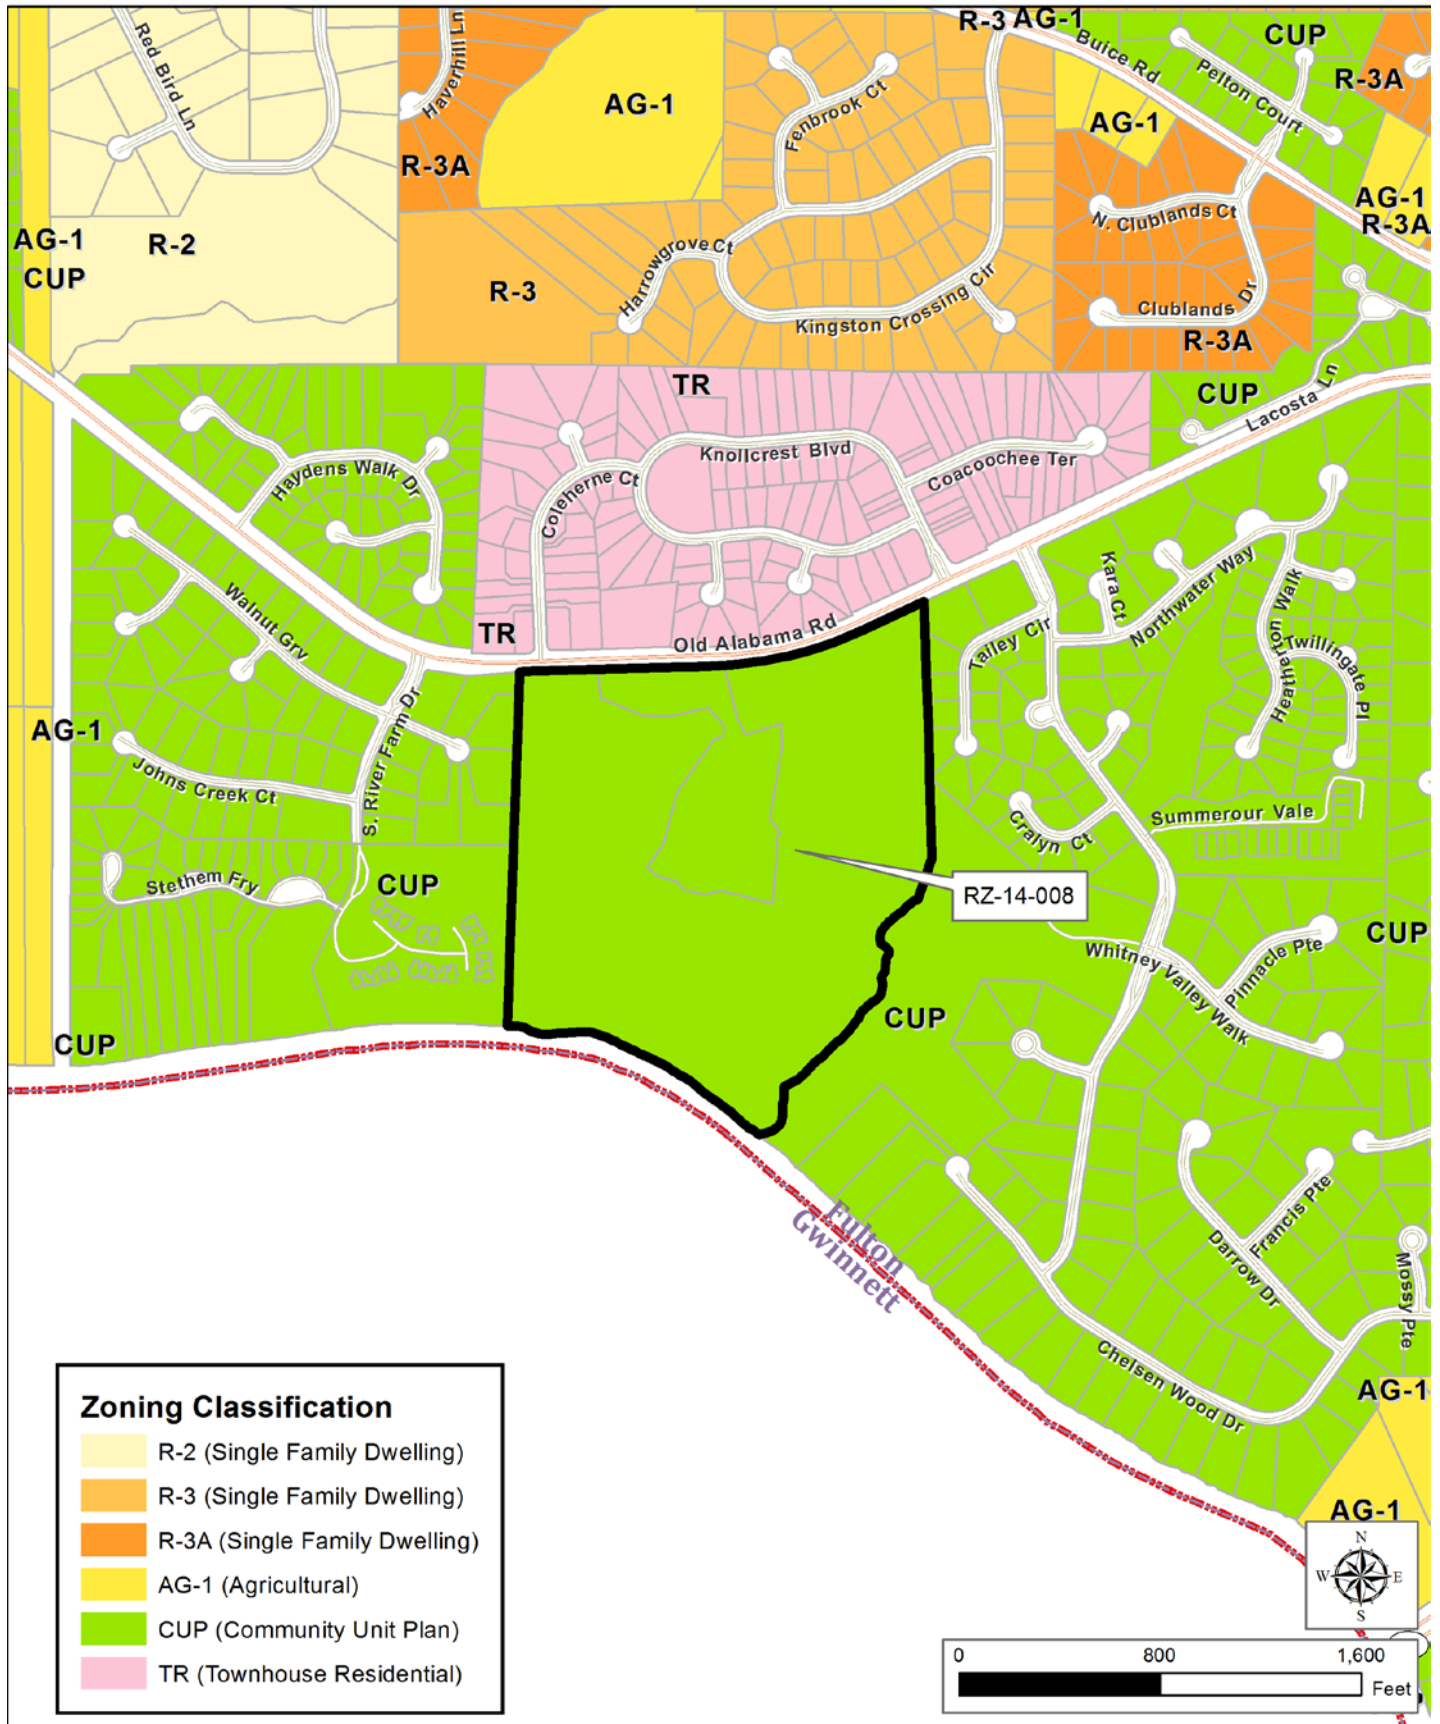 R-3 AG-1
CUP
Red Bird Ln
Haverhill Ln
Buice Rd
Pelton Court
R-3A
AG-1
Fenbrook Ct
AG-1
R-3A
AG-1
R-3A
N. Clublands Ct
AG-1
R-2
CUP
Harrowgrove Ct
R-3
Kingston Crossing Cir
Clublands Dr
R-3A
TR
CUP
Lacosta Ln
Knollcrest Blvd
Coacoochee Ter
Haydens Walk Dr
Coleherne Ct
Kara Ct
Northwater Way
Heatherton Walk
Twillingate Pl
Walnut Grv
TR
Old Alabama Rd
Tailey Cir
AG-1
S. River Farm Dr
Johns Creek Ct
Summerour Vale
Cralyn Ct
Stethem Fry
CUP
RZ-14-008
CUP
Whitney Valley Walk
Pinnacle Pte
CUP
CUP
Fulton
Gwinnett
Francis Pte
Darrow Dr
Mossy Pte
Chelsen Wood Dr
AG-1
AG-1
Zoning Classification
R-2 (Single Family Dwelling)
R-3 (Single Family Dwelling)
R-3A (Single Family Dwelling)
AG-1 (Agricultural)
CUP (Community Unit Plan)
TR (Townhouse Residential)
N
W E
S
0 800 1,600
Feet